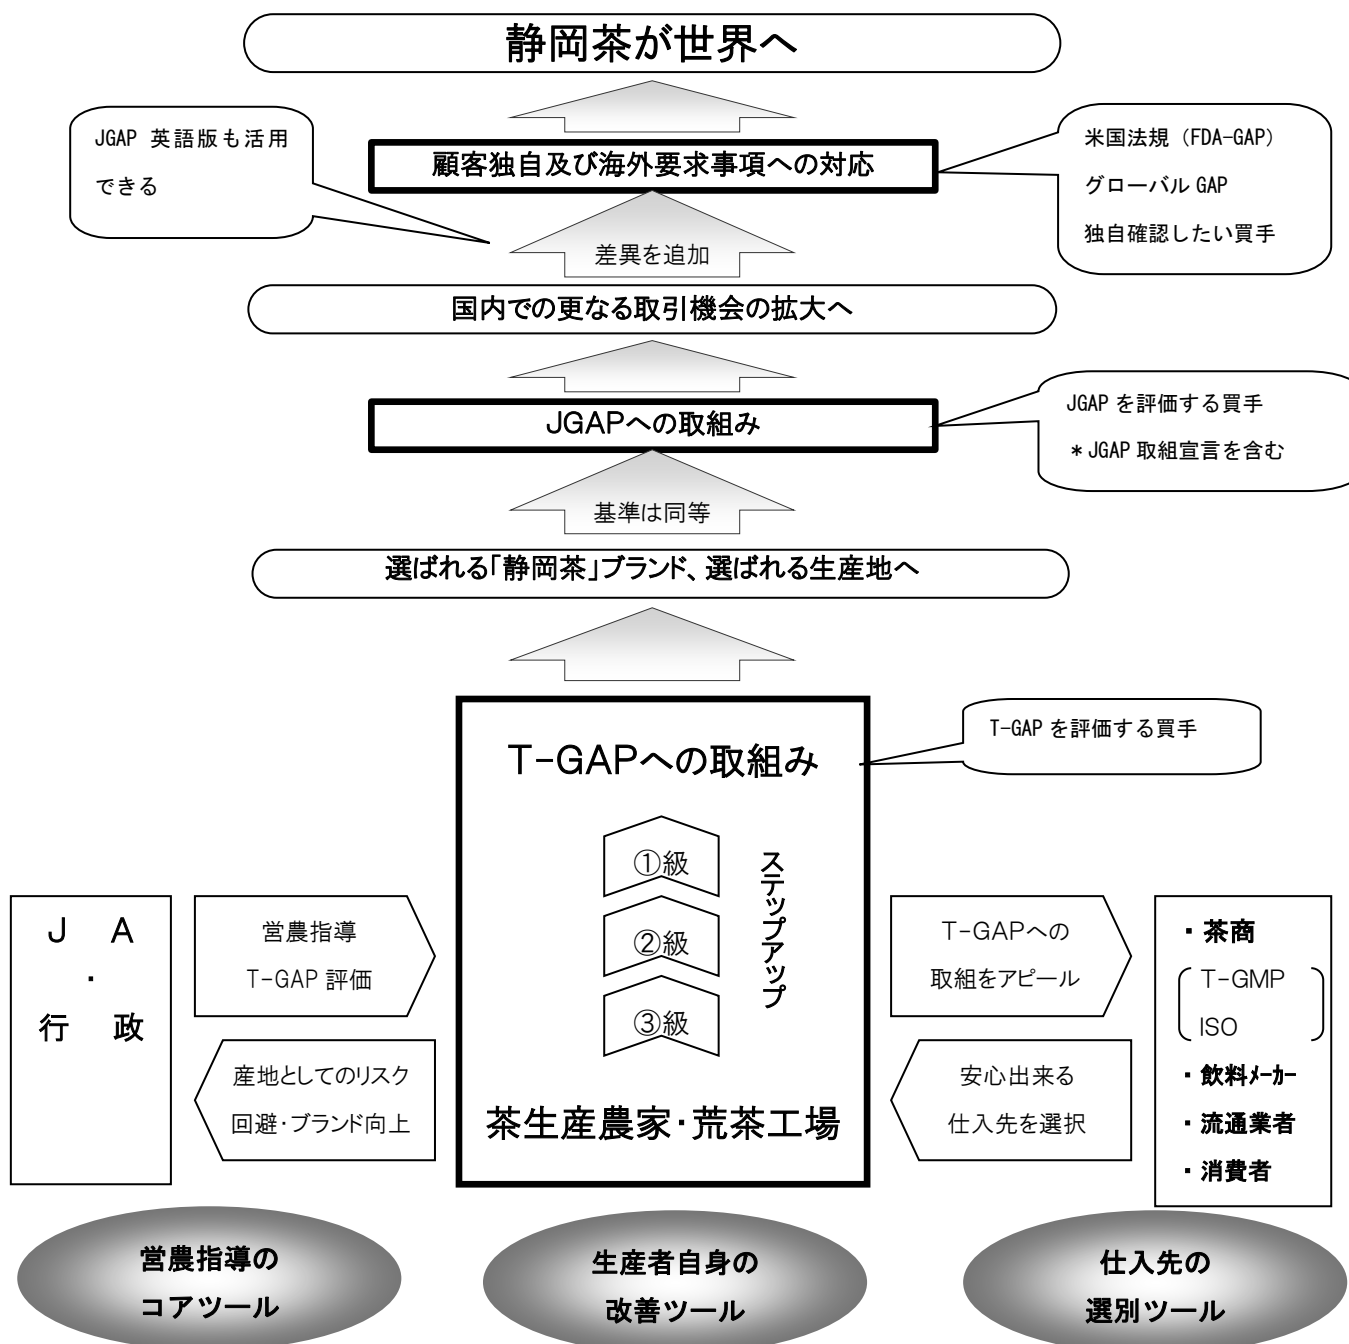 静岡茶が世界へ
JGAP 英語版も活用
できる
顧客独自及び海外要求事項への対応
米国法規（FDA-GAP）
グローバル GAP
独自確認したい買手
差異を追加
国内での更なる取引機会の拡大へ
JGAPへの取組み
JGAP を評価する買手
＊JGAP 取組宣言を含む
基準は同等
選ばれる｢静岡茶｣ブランド､選ばれる生産地へ
T-GAPへの取組み
T-GAP を評価する買手
①級
②級
③級
ステップアップ
茶生産農家･荒茶工場
J A
・
行 政
営農指導
T-GAP 評価
産地としてのリスク
回避･ブランド向上
T-GAPへの
取組をアピール
安心出来る
仕入先を選択
・茶商
T-GMP
ISO
・飲料ﾒｰｶｰ
・流通業者
・消費者
営農指導の
コアツール
生産者自身の
改善ツール
仕入先の
選別ツール